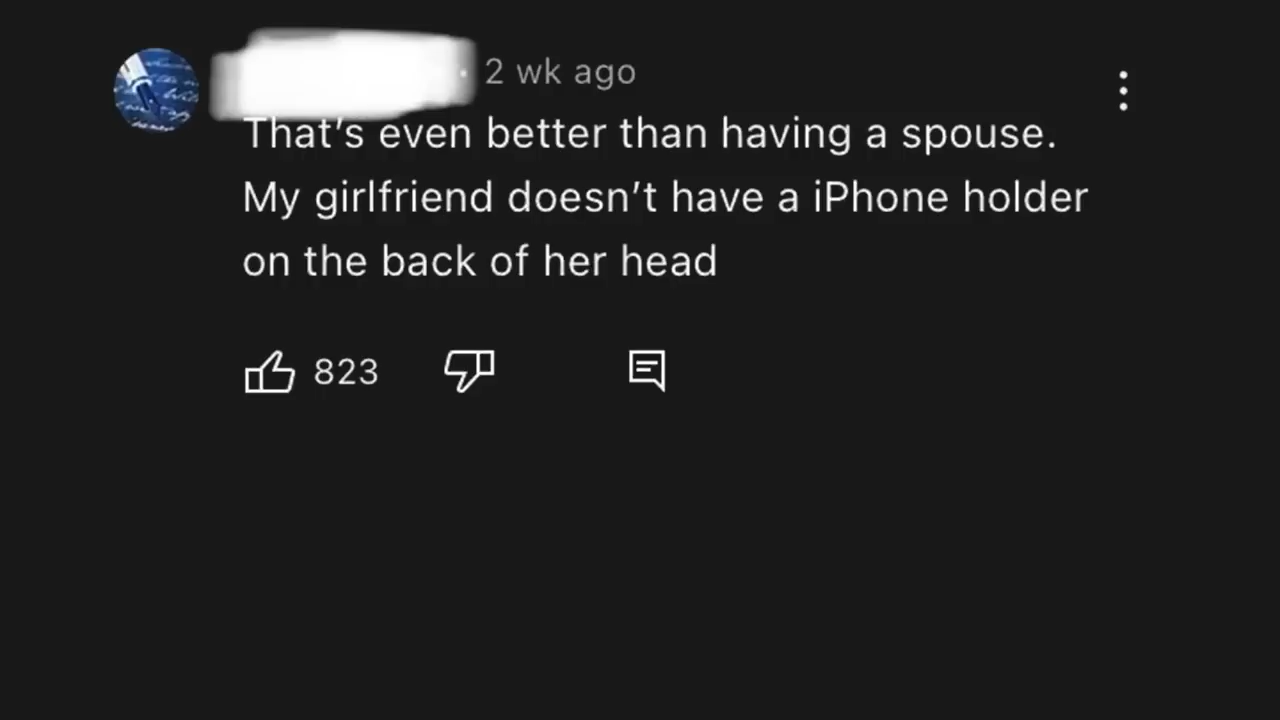 · 2 wk ago
That’s even better than having a spouse.
My girlfriend doesn’t have a iPhone holder
on the back of her head
823